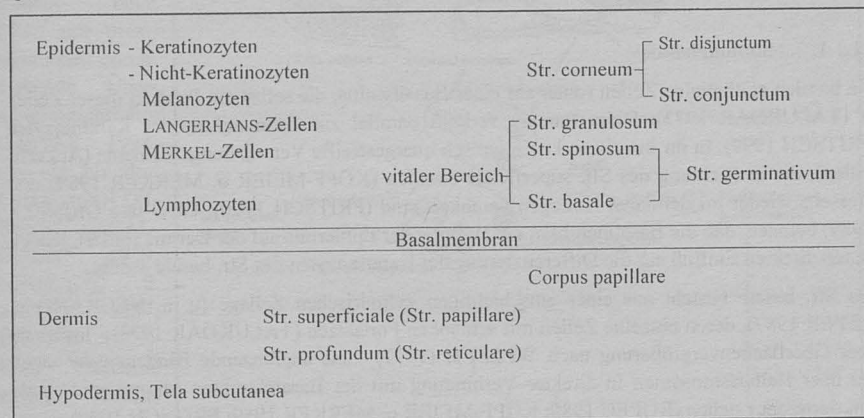 Epidermis - Keratinozyten
Str. disjunctum
- Nicht-Keratinozyten
Str. corneum
Melanozyten
Str. conjunctum
LANGERHANS-Zellen
Str. granulosum
MERKEL-Zellen
Str. spinosum
vitaler Bereich
Str. germinativum
Lymphozyten
Str. basale
Basalmembran
Corpus papillare
Dermis
Str. superficiale (Str. papillare)
Str. profundum (Str. reticulare)
Hypodermis, Tela subcutanea